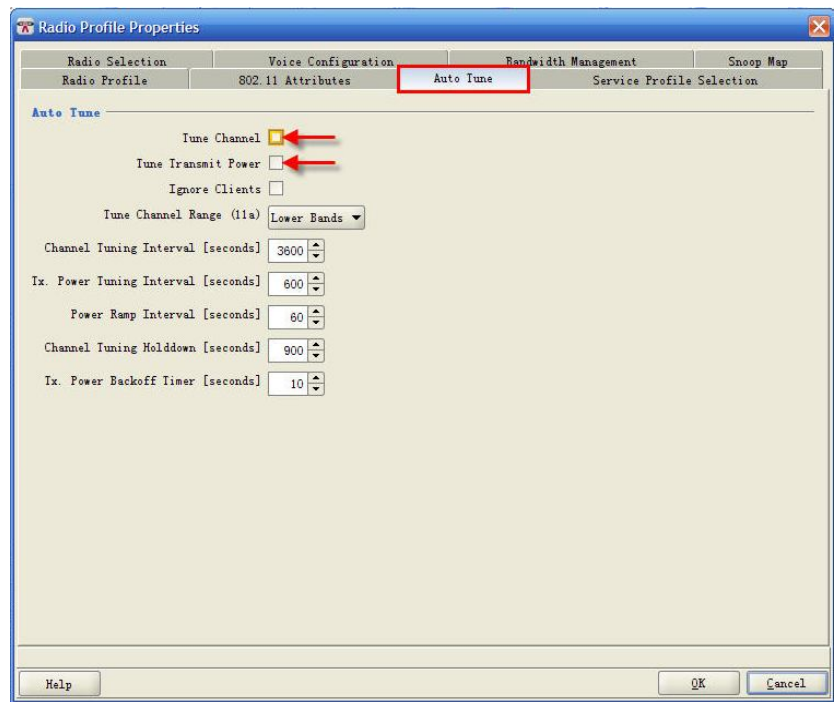 Radio Profile Properties
Radio Selection Voice Configuration Bandwidth Management Snoop Map
Radio Profile 802.11 Attributes Auto Tune Service Profile Selection
Auto Tune
Tune Channel
Tune Transmit Power
Ignore Clients
Tune Channel Range (11a) Lower Bands
Channel Tuning Interval [seconds] 3600
Tx. Power Tuning Interval [seconds] 600
Power Ramp Interval [seconds] 60
Channel Tuning Holddown [seconds] 900
Tx. Power Backoff Timer [seconds] 10
Help OK Cancel